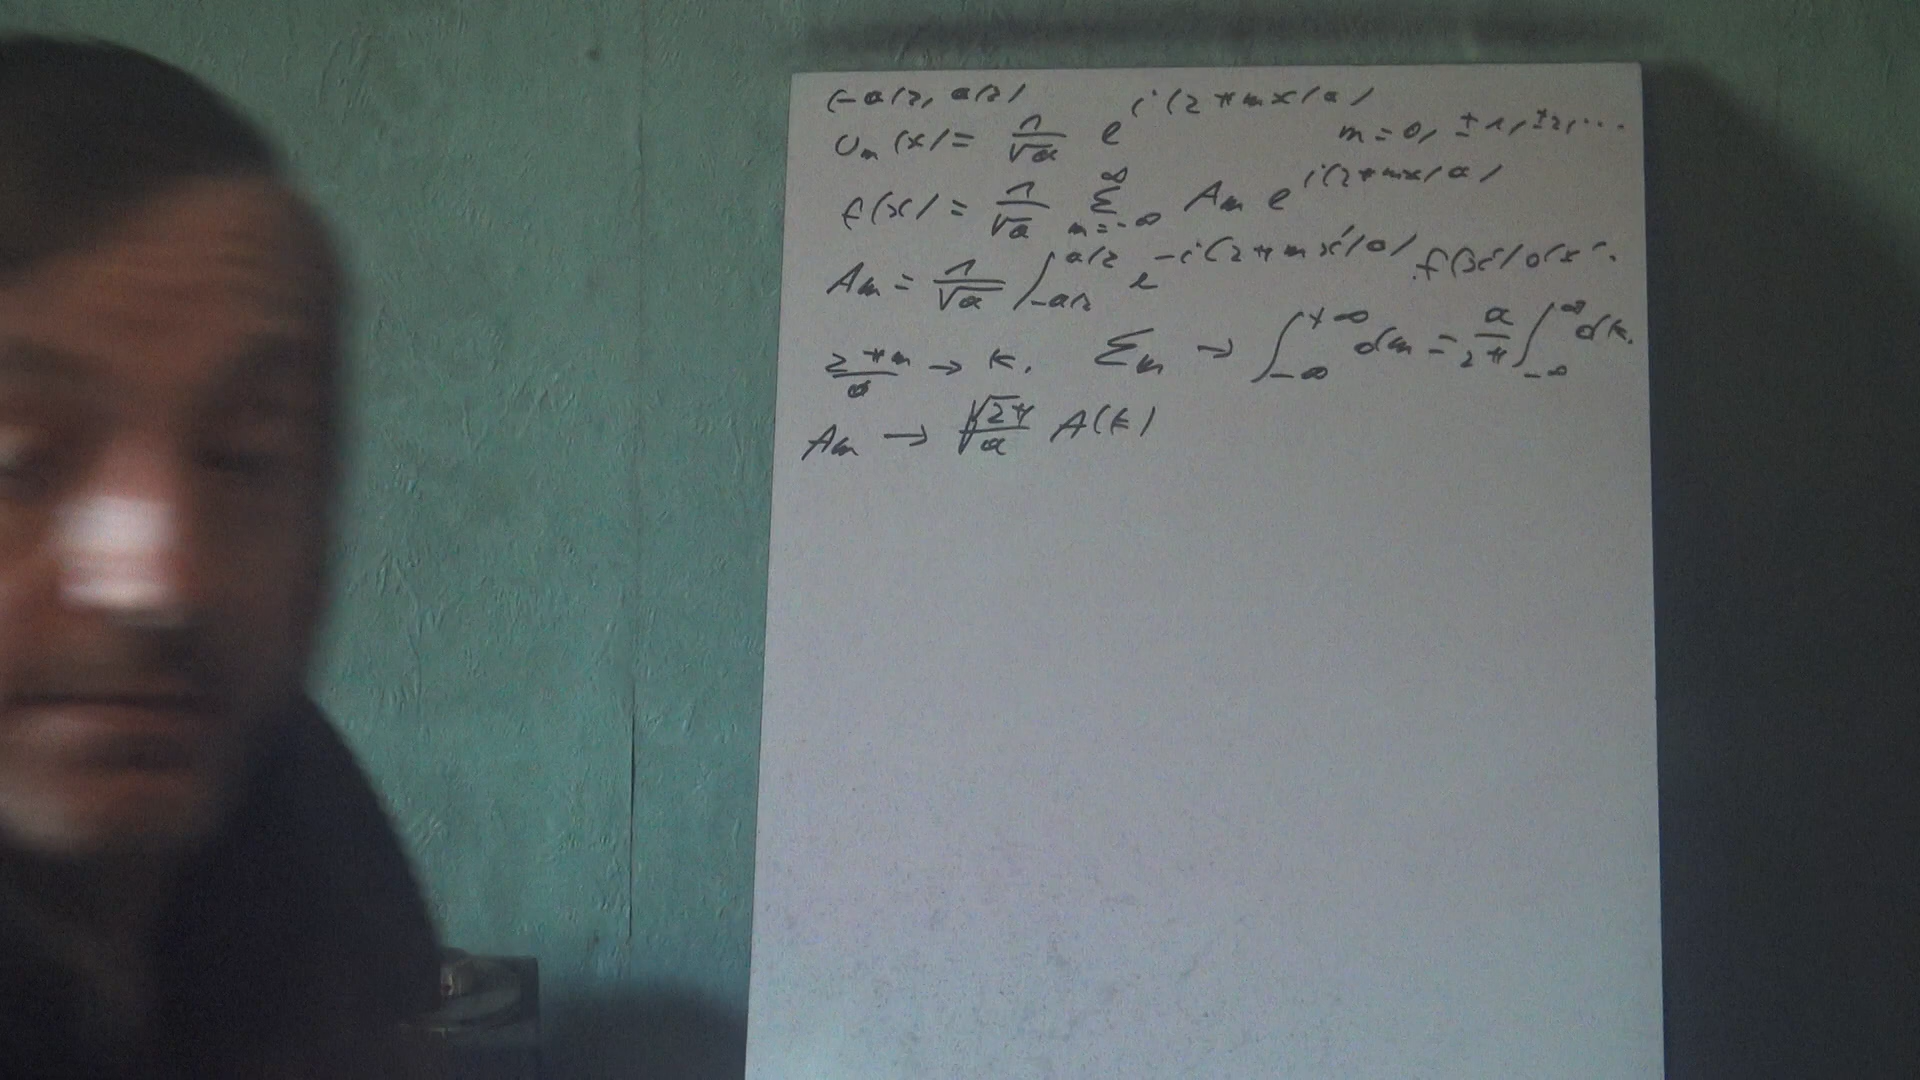 (-a/2, a/2)
U_m(x) = 1/√a e^{i(2πmx/a)} m = 0, ±1, ±2, ...
f(x) = 1/√a Σ_{m=-∞}^{∞} A_m e^{i(2πmx/a)}
A_m = 1/√a ∫_{-a/2}^{a/2} e^{-i(2πmx'/a)} f(x')dx'.
2πm/a → k. Σ_m → ∫_{-∞}^{+∞} dm = a/2π ∫_{-∞}^{∞} dk.
A_m → √2π/a A(k)